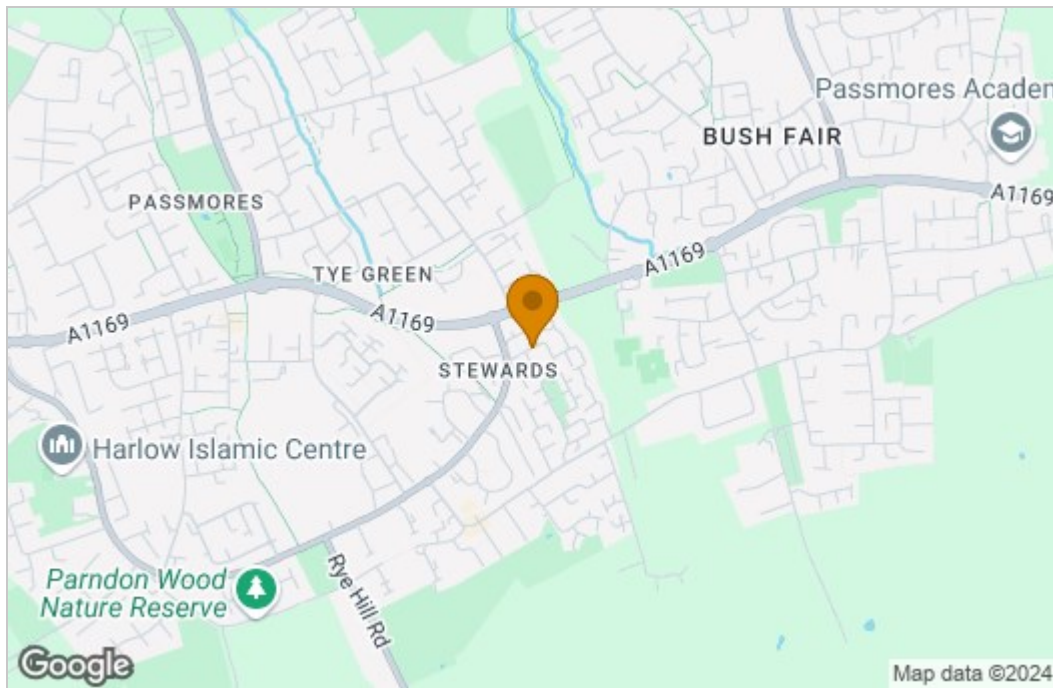 Passmores Academ
BUSH FAIR
A1169
PASSMORES
A1169
TYE GREEN
A1169
A1169
STEWARDS
Harlow Islamic Centre
Parndon Wood
Nature Reserve
Rye Hill Rd
Google
Map data ©2024